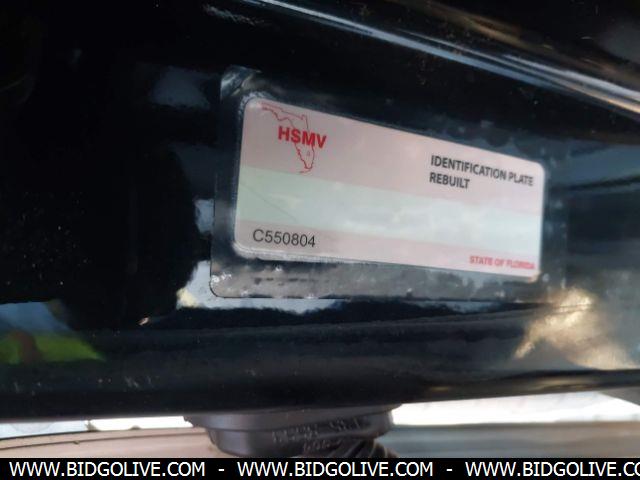 HSMV
IDENTIFICATION PLATE
REBUILT
C550804
STATE OF FLORIDA
WWW.BIDGOLIVE.COM - WWW.BIDGOLIVE.COM - WWW.BIDGOLIVE.COM